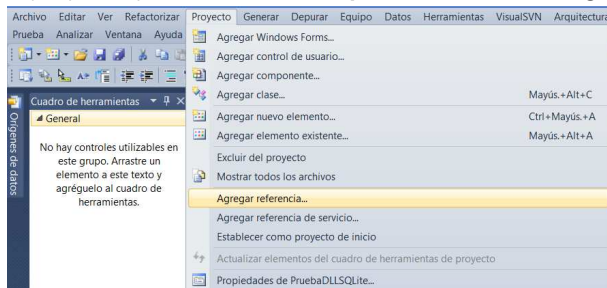 Archivo Editar Ver Refactorizar Proyecto Generar Depurar Equipo Datos Herramientas VisualSVN Arquitectura
Prueba Analizar Ventana Ayuda
Agregar Windows Forms...
Agregar control de usuario...
Agregar componente...
Agregar clase... Mayús.+Alt+C
Agregar nuevo elemento... Ctrl+Mayús.+A
Agregar elemento existente... Mayús.+Alt+A
Excluir del proyecto
Mostrar todos los archivos
Agregar referencia...
Agregar referencia de servicio...
Establecer como proyecto de inicio
Actualizar elementos del cuadro de herramientas de proyecto
Propiedades de PruebaDLLSQLite...
Orígenes de datos
Cuadro de herramientas
General
No hay controles utilizables en
este grupo. Arrastre un
elemento a este texto y
agréguelo al cuadro de
herramientas.